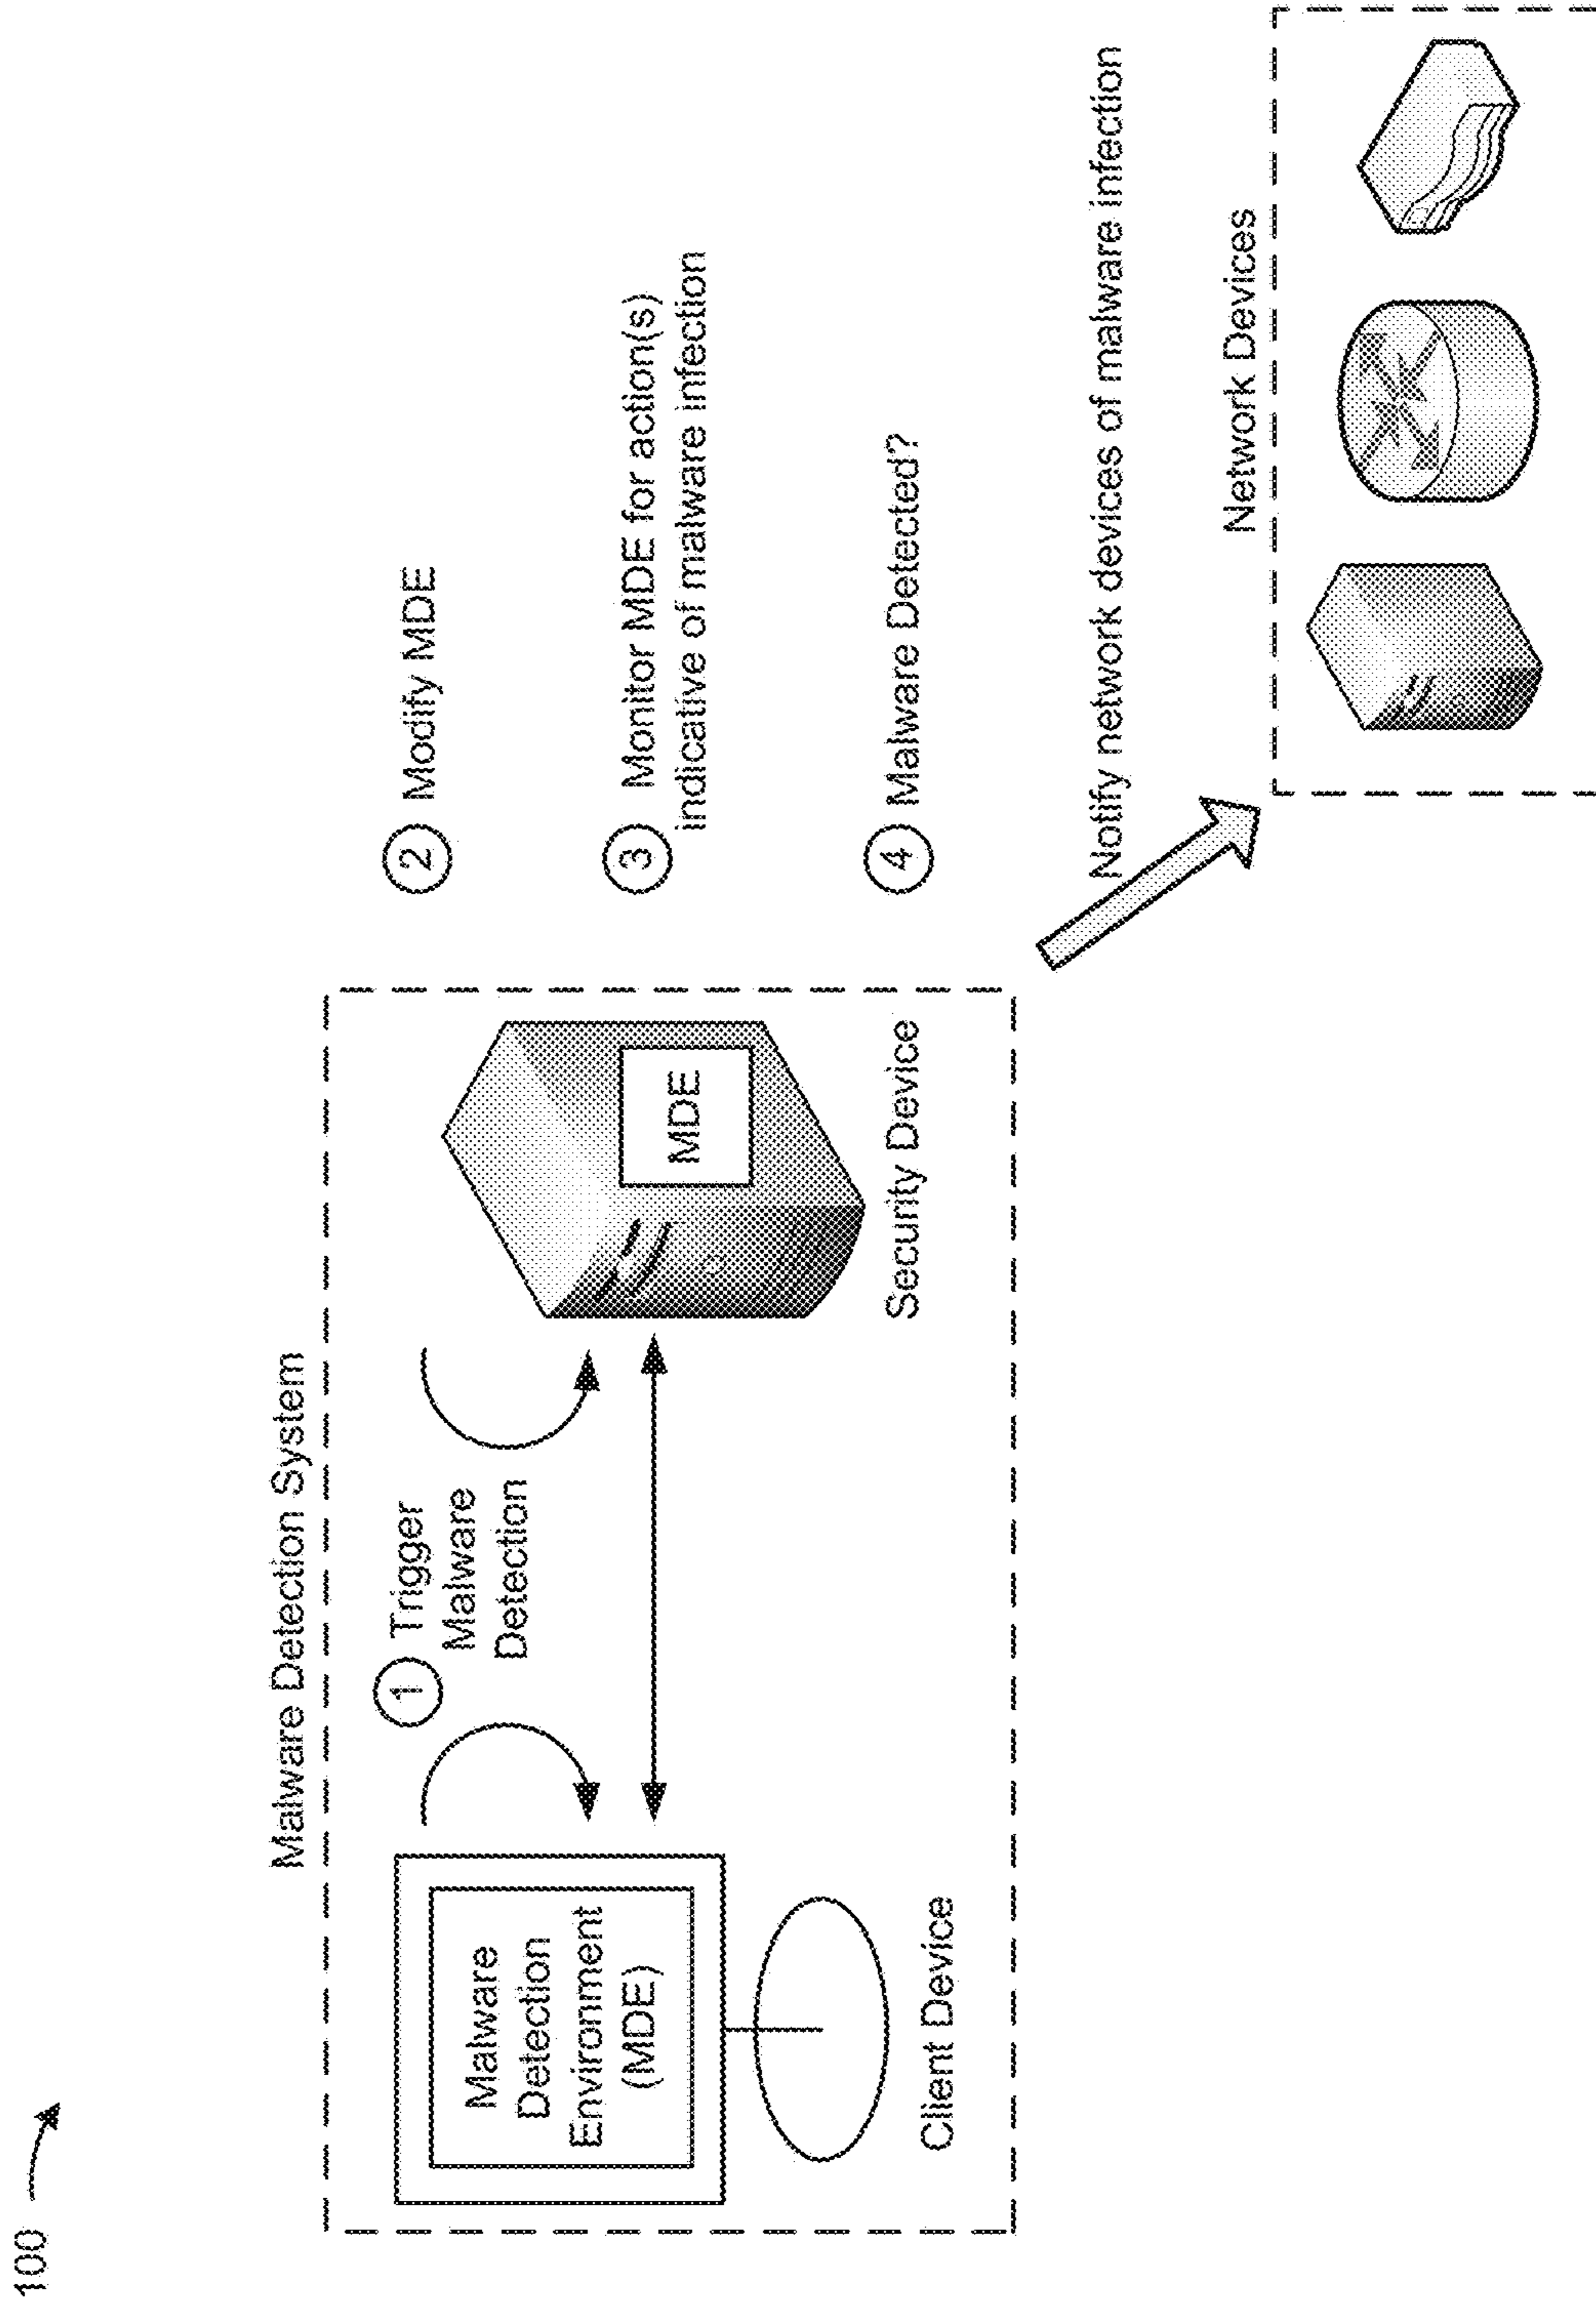 100
Malware Detection System
1 Trigger
Malware
Detection
Malware
Detection
Environment
(MDE)
Client Device
MDE
Security Device
2 Modify MDE
3 Monitor MDE for action(s)
indicative of malware infection
4 Malware Detected?
Notify network devices of malware infection
Network Devices